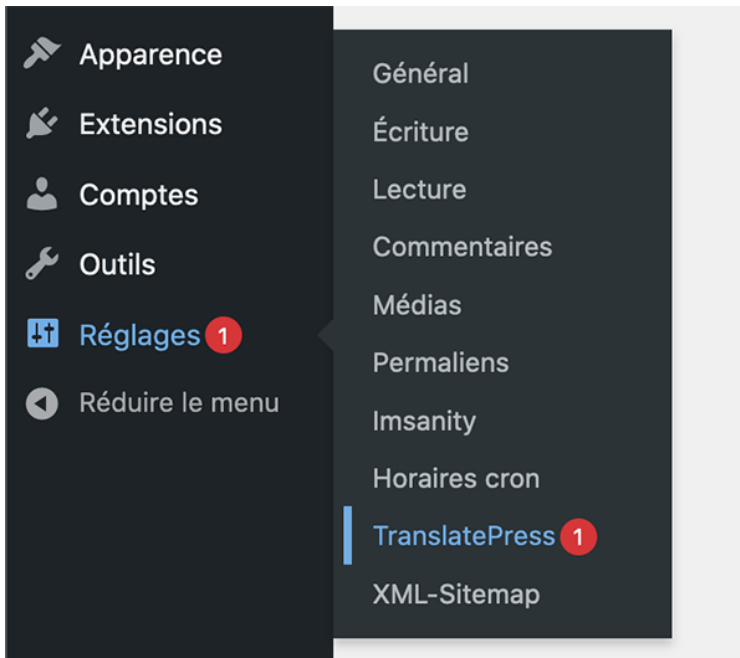 Apparence
Extensions
Comptes
Outils
Réglages 1
Réduire le menu
Général
Écriture
Lecture
Commentaires
Médias
Permaliens
Imsanity
Horaires cron
TranslatePress 1
XML-Sitemap